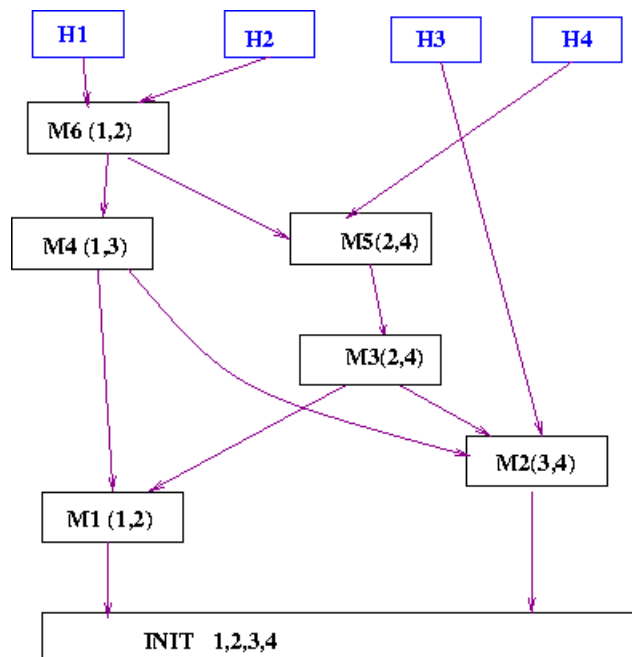 H1
H2
H3
H4
M6 (1,2)
M4 (1,3)
M5(2,4)
M3(2,4)
M2(3,4)
M1 (1,2)
INIT 1,2,3,4